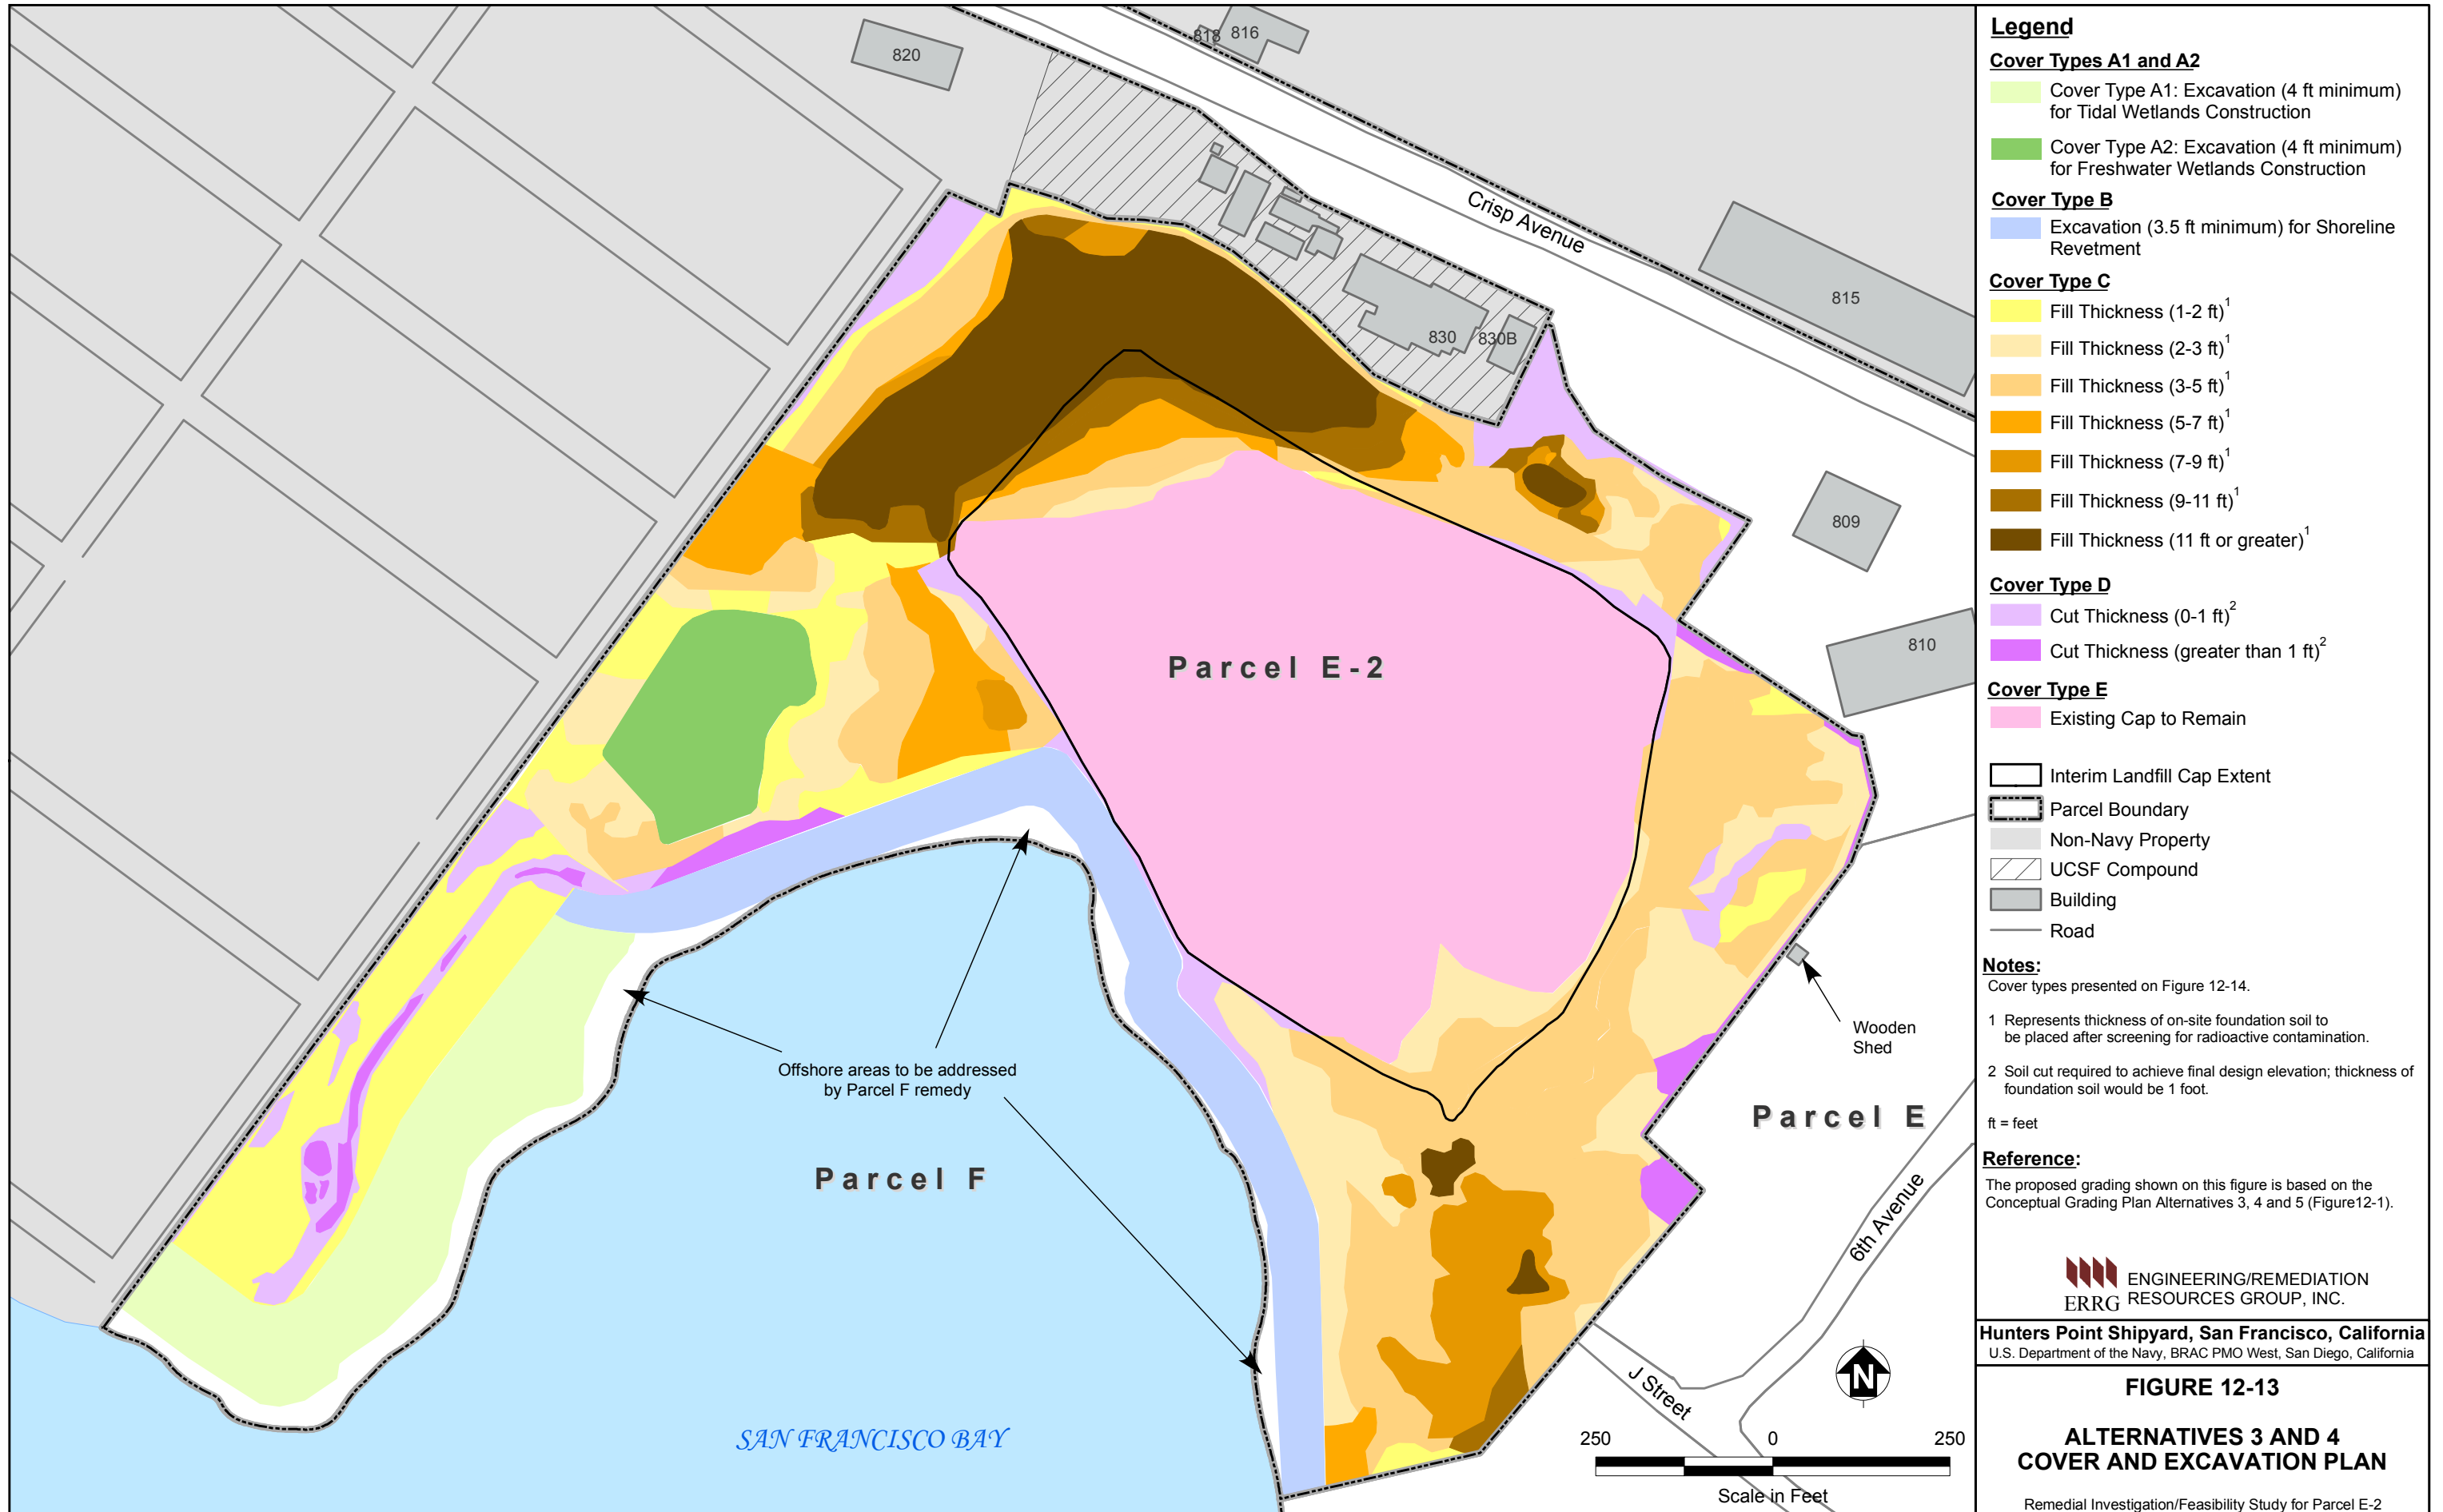 820
818
816
Crisp Avenue
815
830
830B
809
810
Parcel E-2
Wooden
Shed
Offshore areas to be addressed
by Parcel F remedy
Parcel E
Parcel F
6th Avenue
J Street
N
SAN FRANCISCO BAY
250 0 250
Scale in Feet
Legend
Cover Types A1 and A2
Cover Type A1: Excavation (4 ft minimum)
for Tidal Wetlands Construction
Cover Type A2: Excavation (4 ft minimum)
for Freshwater Wetlands Construction
Cover Type B
Excavation (3.5 ft minimum) for Shoreline
Revetment
Cover Type C
Fill Thickness (1-2 ft)1
Fill Thickness (2-3 ft)1
Fill Thickness (3-5 ft)1
Fill Thickness (5-7 ft)1
Fill Thickness (7-9 ft)1
Fill Thickness (9-11 ft)1
Fill Thickness (11 ft or greater)1
Cover Type D
Cut Thickness (0-1 ft)2
Cut Thickness (greater than 1 ft)2
Cover Type E
Existing Cap to Remain
Interim Landfill Cap Extent
Parcel Boundary
Non-Navy Property
UCSF Compound
Building
Road
Notes:
Cover types presented on Figure 12-14.
1 Represents thickness of on-site foundation soil to
be placed after screening for radioactive contamination.
2 Soil cut required to achieve final design elevation; thickness of
foundation soil would be 1 foot.
ft = feet
Reference:
The proposed grading shown on this figure is based on the
Conceptual Grading Plan Alternatives 3, 4 and 5 (Figure12-1).
ERRG
ENGINEERING/REMEDIATION
RESOURCES GROUP, INC.
Hunters Point Shipyard, San Francisco, California
U.S. Department of the Navy, BRAC PMO West, San Diego, California
FIGURE 12-13
ALTERNATIVES 3 AND 4
COVER AND EXCAVATION PLAN
Remedial Investigation/Feasibility Study for Parcel E-2